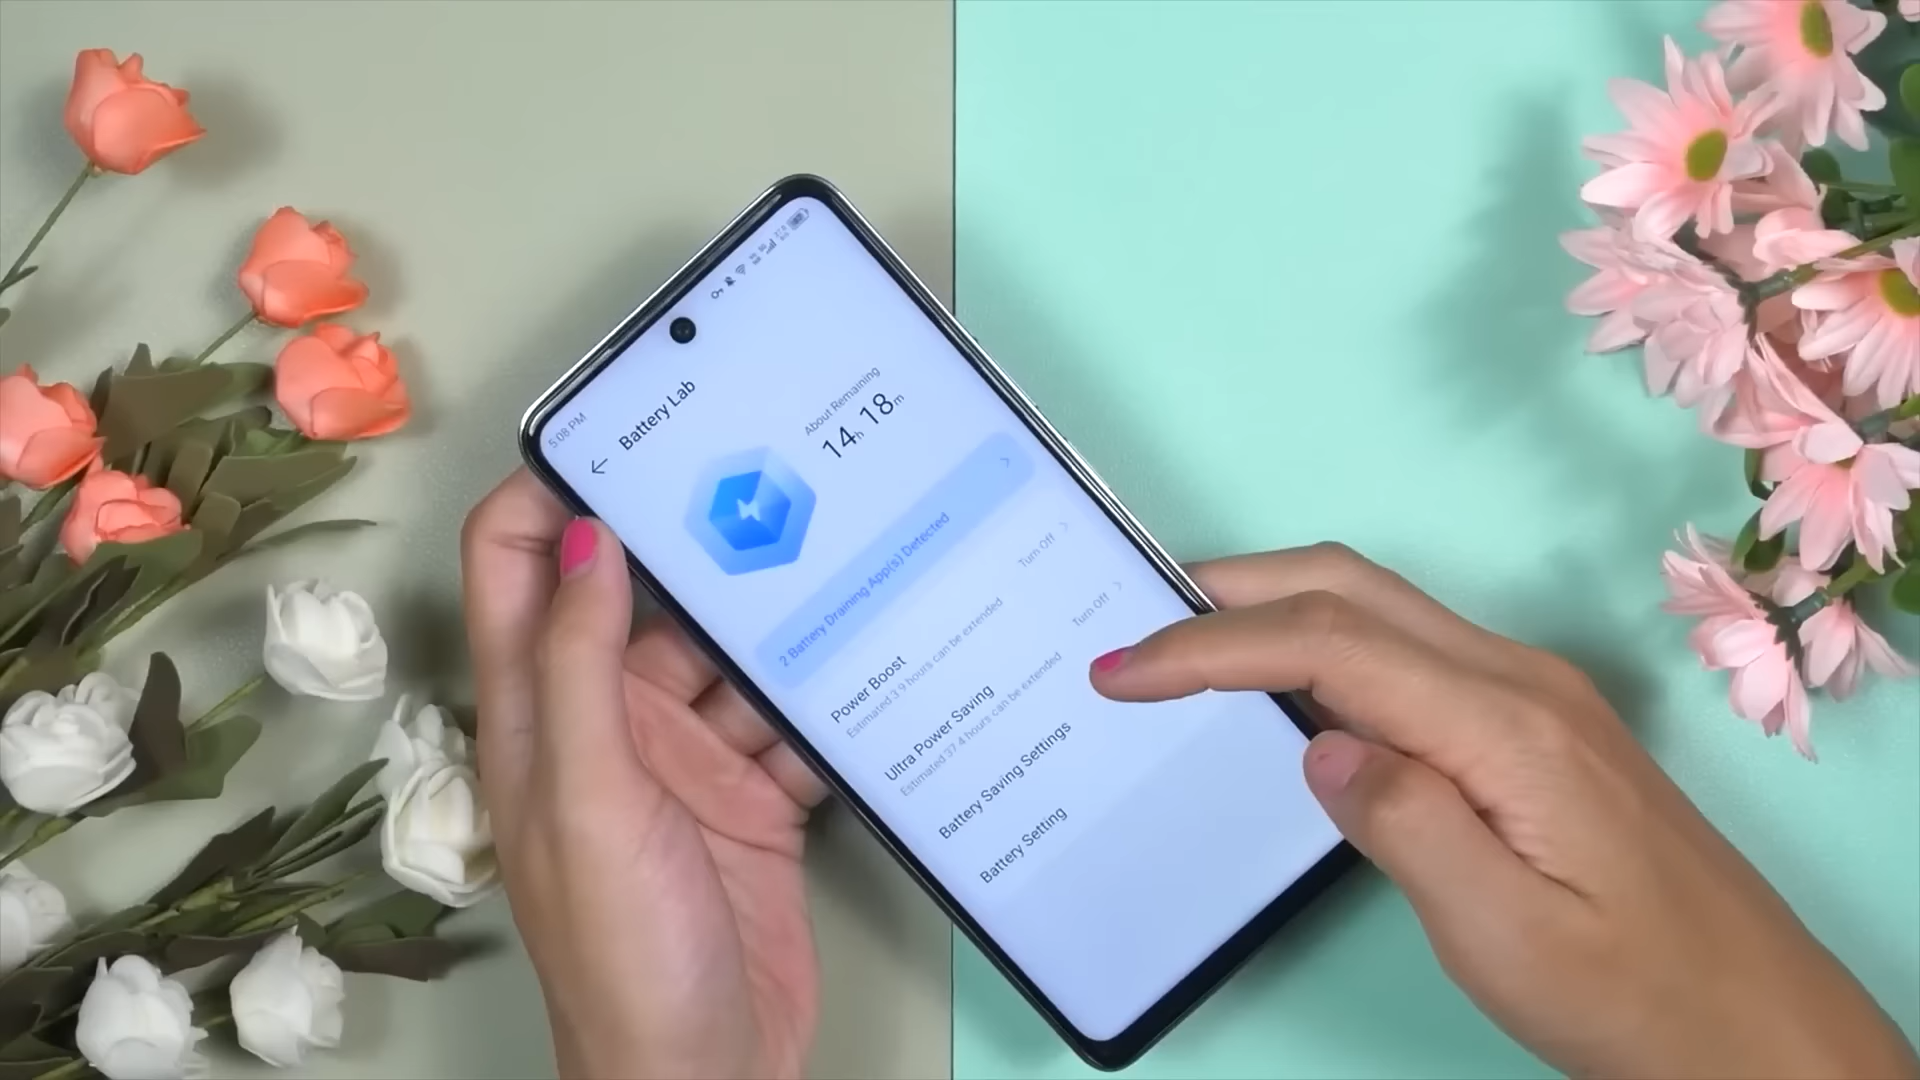 5:08 PM
Battery Lab
About Remaining
14h 18m
2 Battery Draining App(s) Detected
Power Boost
Estimated 3.9 hours can be extended
Turn Off
Ultra Power Saving
Estimated 37.4 hours can be extended
Turn Off
Battery Saving Settings
Battery Setting